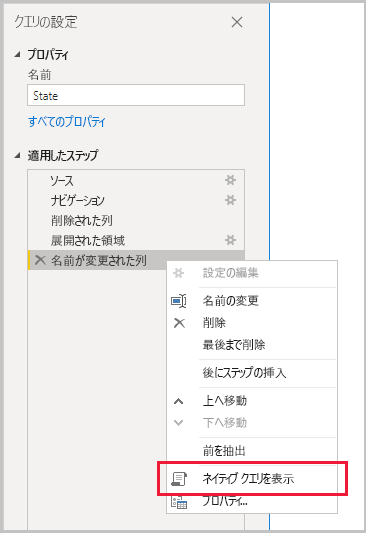 クエリの設定
プロパティ
名前
State
すべてのプロパティ
適用したステップ
ソース
ナビゲーション
削除された列
展開された領域
名前が変更された列
設定の編集
名前の変更
削除
最後まで削除
後にステップの挿入
上へ移動
下へ移動
前を抽出
ネイティブ クエリを表示
プロパティ...